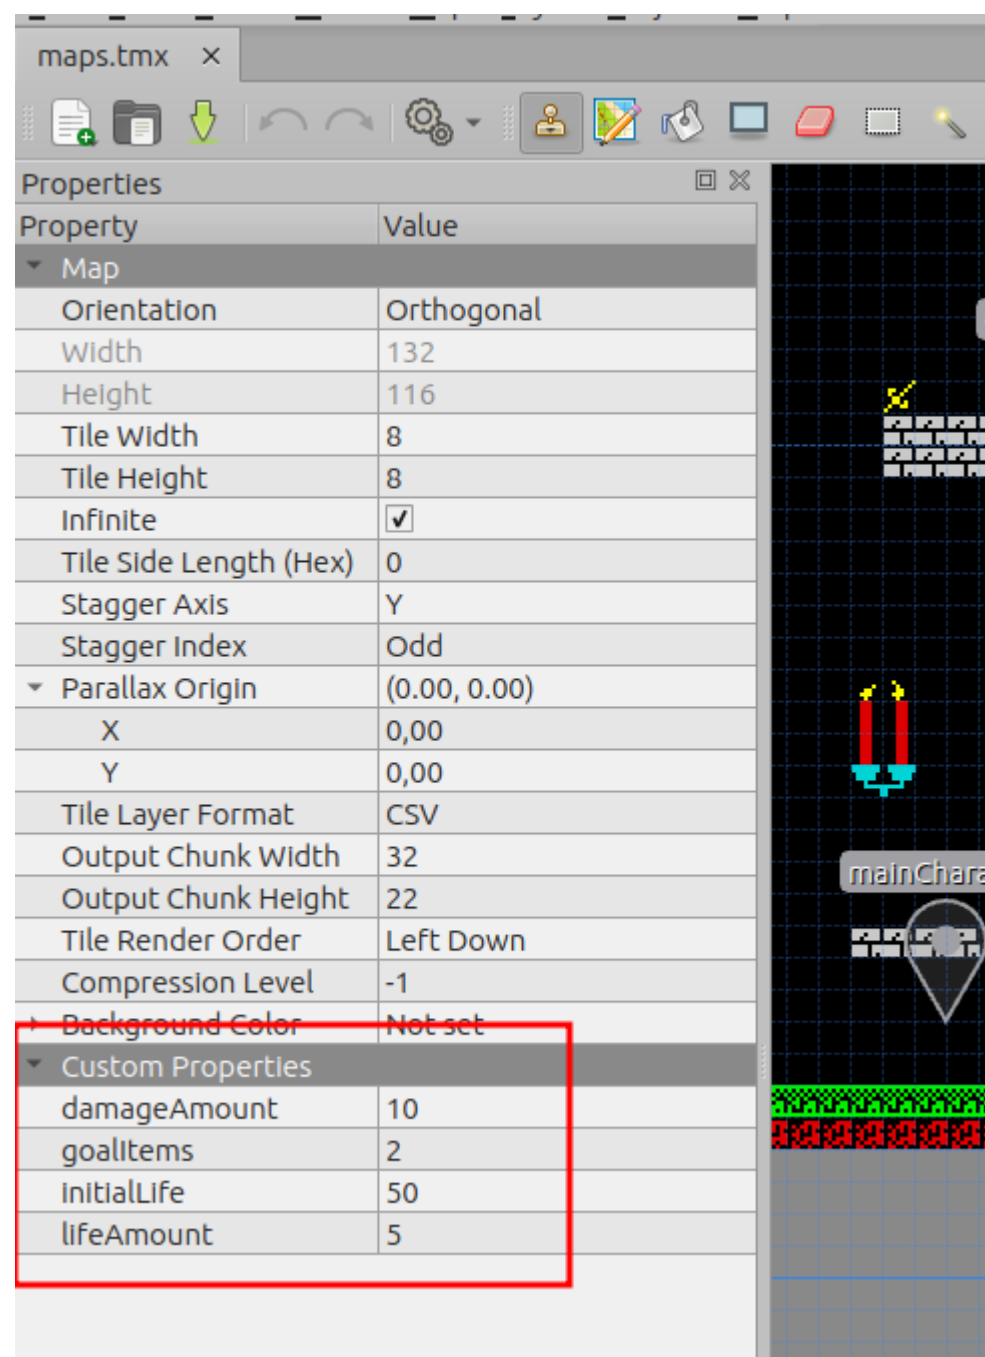 maps.tmx ×
Properties
Property Value
Map
Orientation Orthogonal
Width 132
Height 116
Tile Width 8
Tile Height 8
Infinite
Tile Side Length (Hex) 0
Stagger Axis Y
Stagger Index Odd
Parallax Origin (0.00, 0.00)
X 0,00
Y 0,00
Tile Layer Format CSV
Output Chunk Width 32
Output Chunk Height 22
Tile Render Order Left Down
Compression Level -1
Background Color Not set
Custom Properties
damageAmount 10
goalItems 2
initialLife 50
lifeAmount 5
mainChara